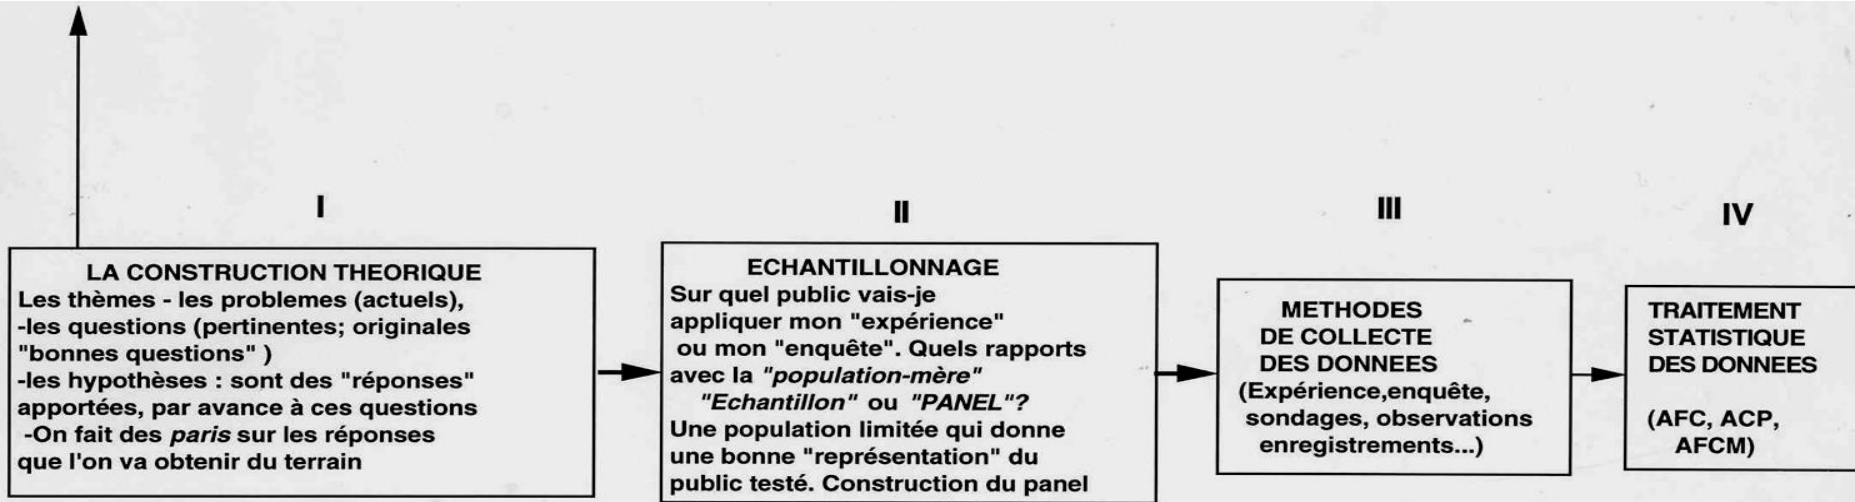 I
LA CONSTRUCTION THEORIQUE
Les thèmes - les problemes (actuels),
-les questions (pertinentes; originales
"bonnes questions" )
-les hypothèses : sont des "réponses"
apportées, par avance à ces questions
-On fait des paris sur les réponses
que l'on va obtenir du terrain
II
ECHANTILLONNAGE
Sur quel public vais-je
appliquer mon "expérience"
ou mon "enquête". Quels rapports
avec la "population-mère"
"Echantillon" ou "PANEL"?
Une population limitée qui donne
une bonne "représentation" du
public testé. Construction du panel
III
METHODES
DE COLLECTE
DES DONNEES
(Expérience,enquête,
sondages, observations
enregistrements...)
IV
TRAITEMENT
STATISTIQUE
DES DONNEES
(AFC, ACP,
AFCM)